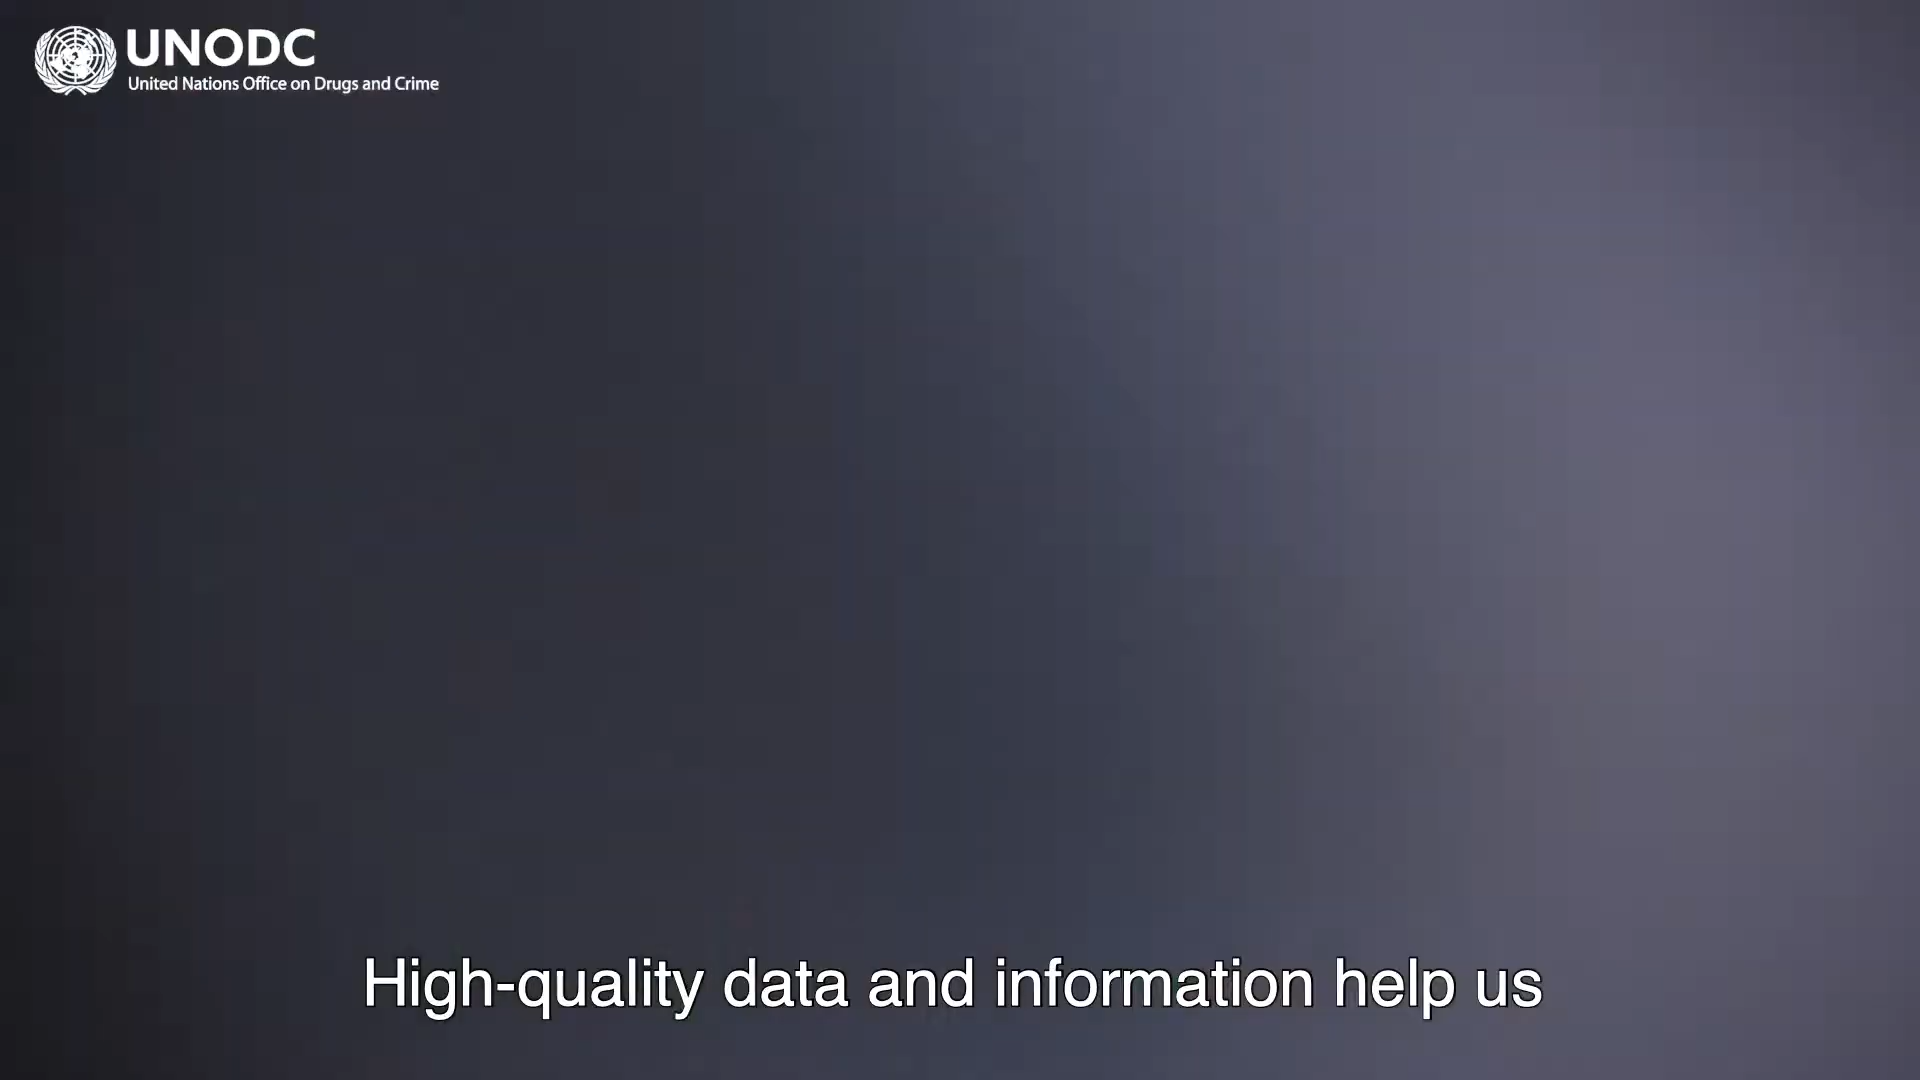 UNODC
United Nations Office on Drugs and Crime
High-quality data and information help us